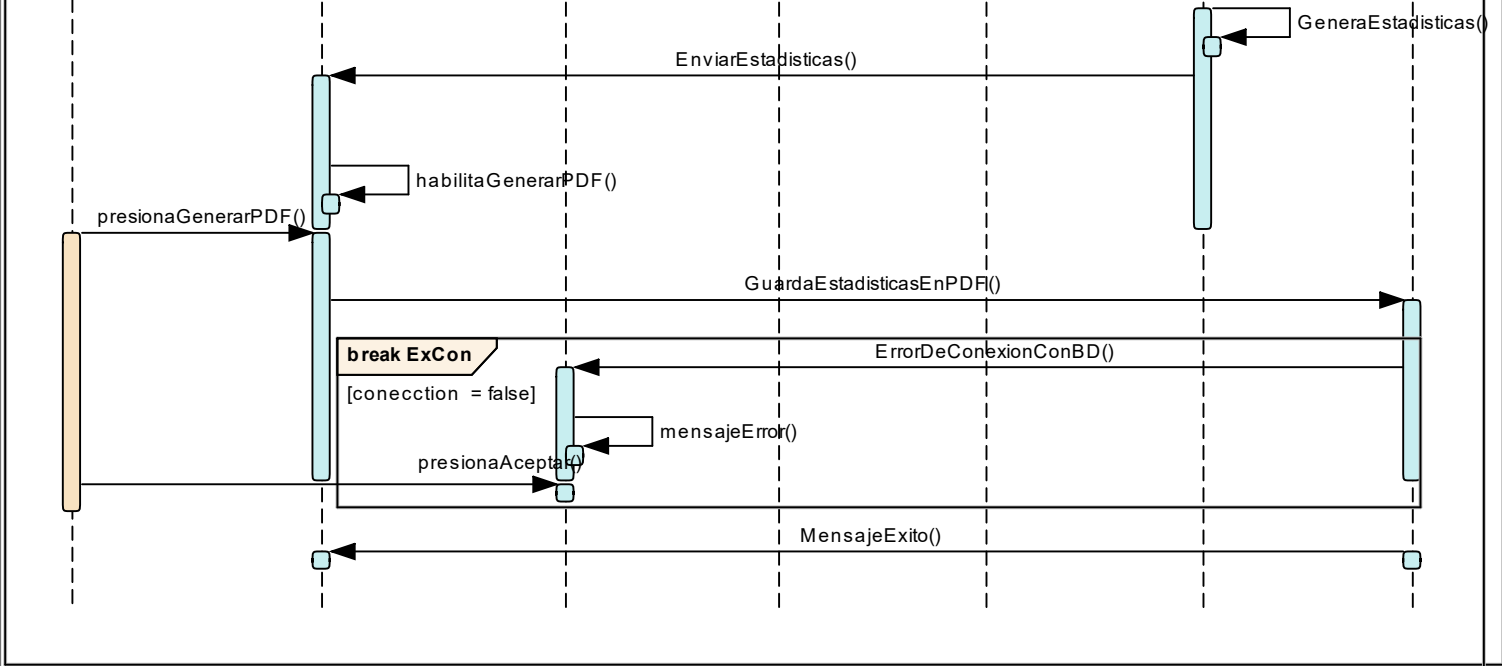 GeneraEstadisticas()
EnviarEstadisticas()
habilitaGenerarPDF()
presionaGenerarPDF()
GuardaEstadisticasEnPDF()
break ExCon
ErrorDeConexionConBD()
[conecction = false]
mensajeError()
presionaAceptar()
MensajeExito()